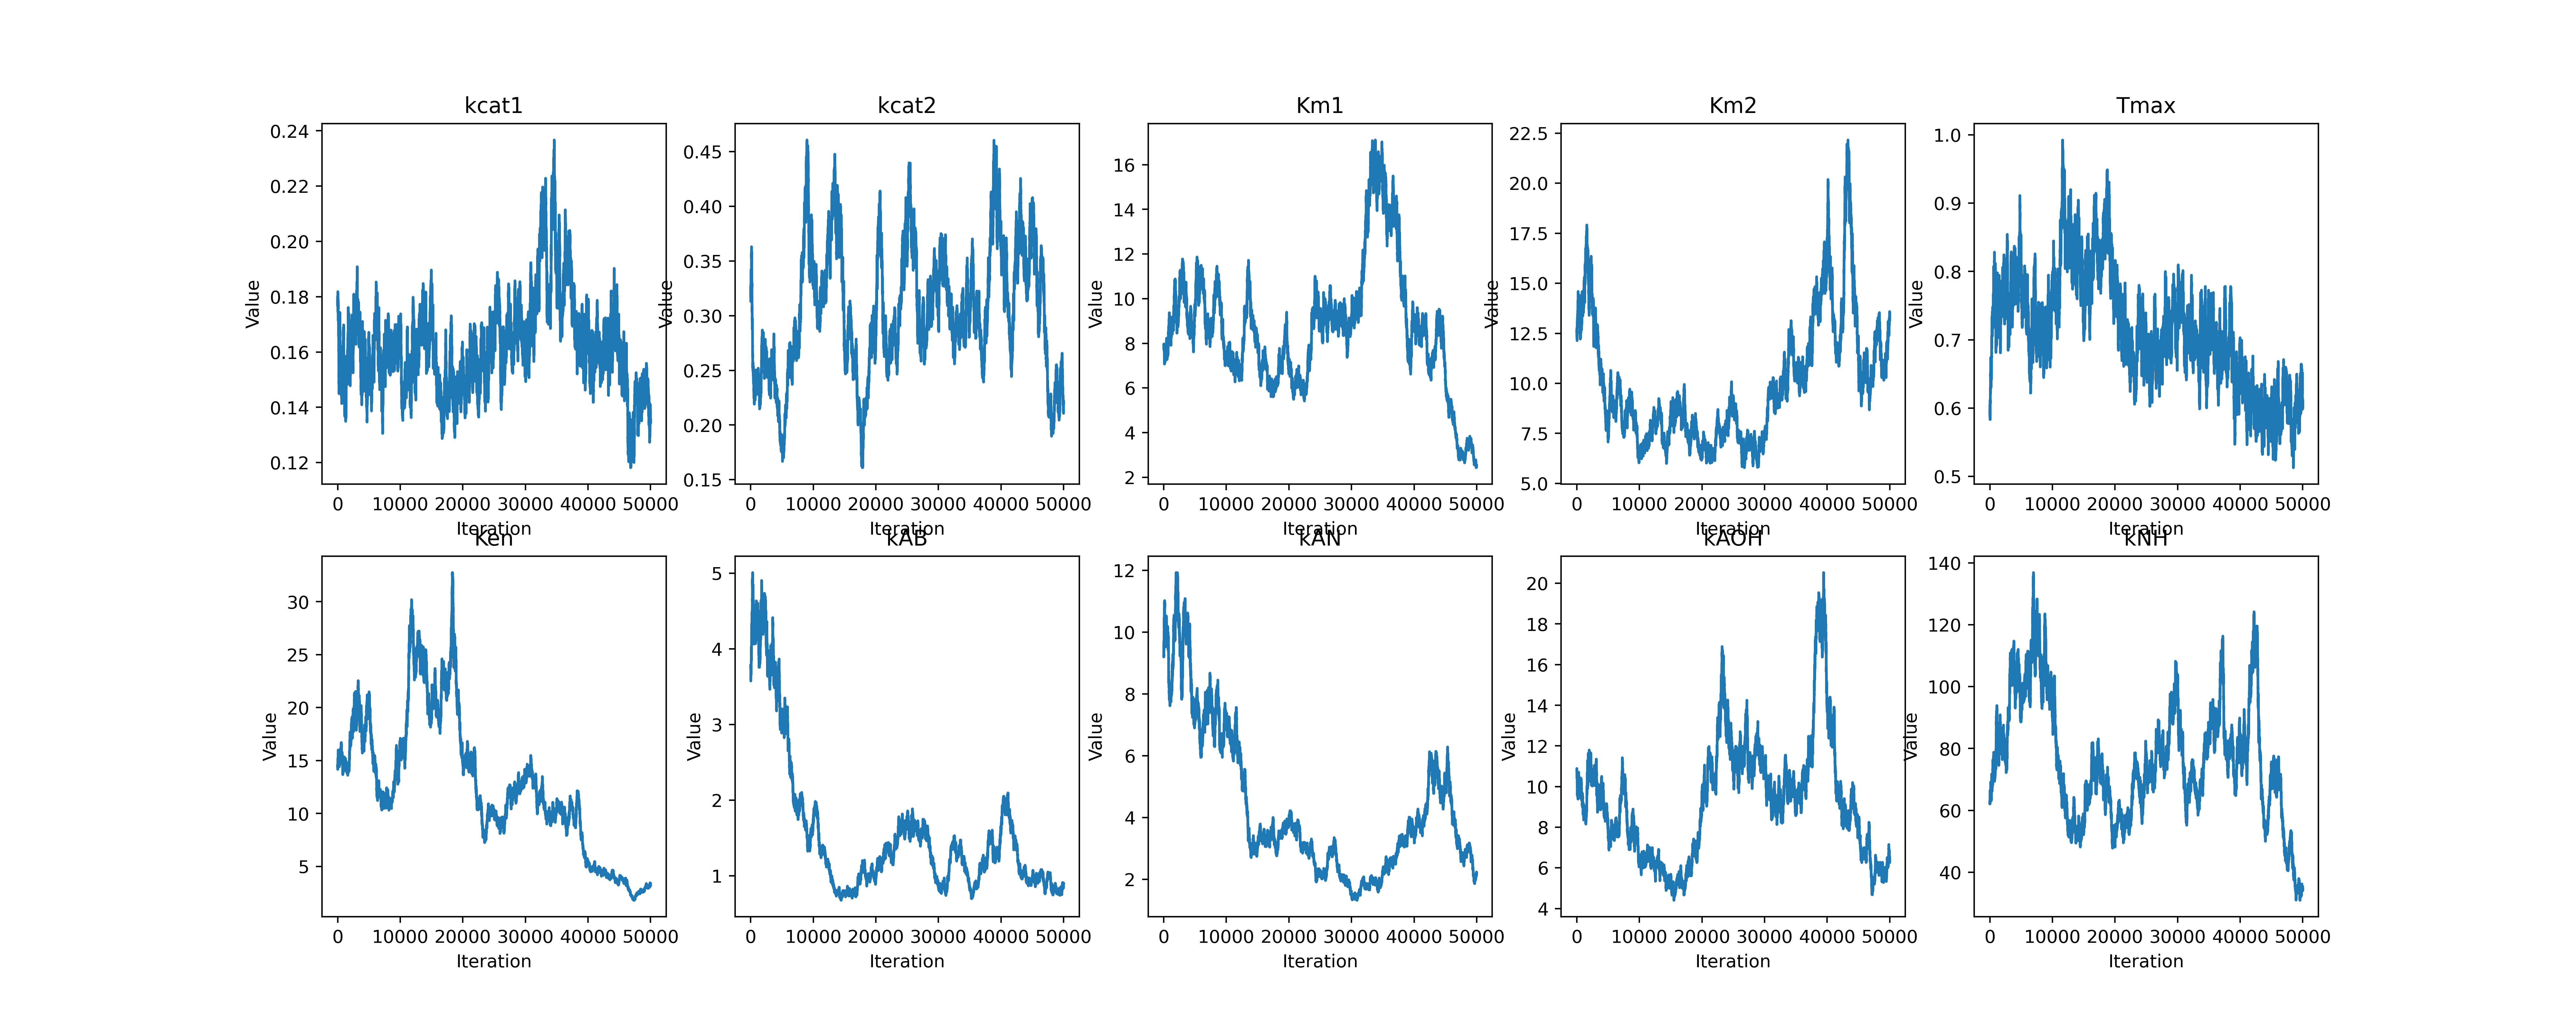 kcat1
kcat2
Km1
Km2
Tmax
0.24
0.22
0.20
0.18
0.16
0.14
0.12
Value
0 10000 20000 30000 40000 50000
Iteration
0.45
0.40
0.35
0.30
0.25
0.20
0.15
Value
0 10000 20000 30000 40000 50000
Iteration
16
14
12
10
8
6
4
2
Value
0 10000 20000 30000 40000 50000
Iteration
22.5
20.0
17.5
15.0
12.5
10.0
7.5
5.0
Value
0 10000 20000 30000 40000 50000
Iteration
1.0
0.9
0.8
0.7
0.6
0.5
Value
0 10000 20000 30000 40000 50000
Iteration
Ken
kAB
kAN
kAOH
kNH
30
25
20
15
10
5
Value
0 10000 20000 30000 40000 50000
Iteration
5
4
3
2
1
Value
0 10000 20000 30000 40000 50000
Iteration
12
10
8
6
4
2
Value
0 10000 20000 30000 40000 50000
Iteration
20
18
16
14
12
10
8
6
4
Value
0 10000 20000 30000 40000 50000
Iteration
140
120
100
80
60
40
Value
0 10000 20000 30000 40000 50000
Iteration